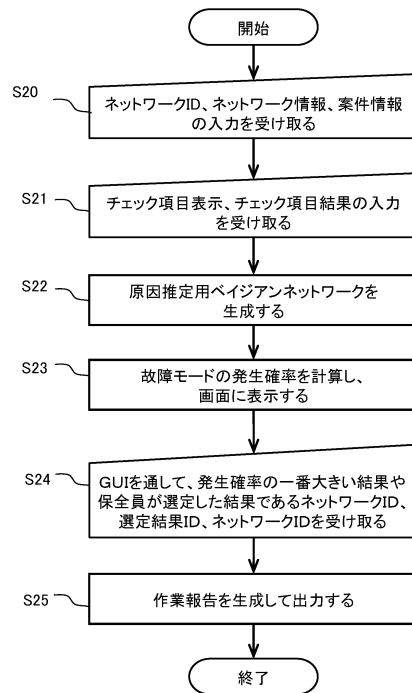 開始
S20
ネットワークID、ネットワーク情報、案件情報
の入力を受け取る
S21
チェック項目表示、チェック項目結果の入力
を受け取る
S22
原因推定用ベイジアンネットワークを
生成する
S23
故障モードの発生確率を計算し、
画面に表示する
S24
GUIを通して、発生確率の一番大きい結果や
保全員が選定した結果であるネットワークID、
選定結果ID、ネットワークIDを受け取る
S25
作業報告を生成して出力する
終了